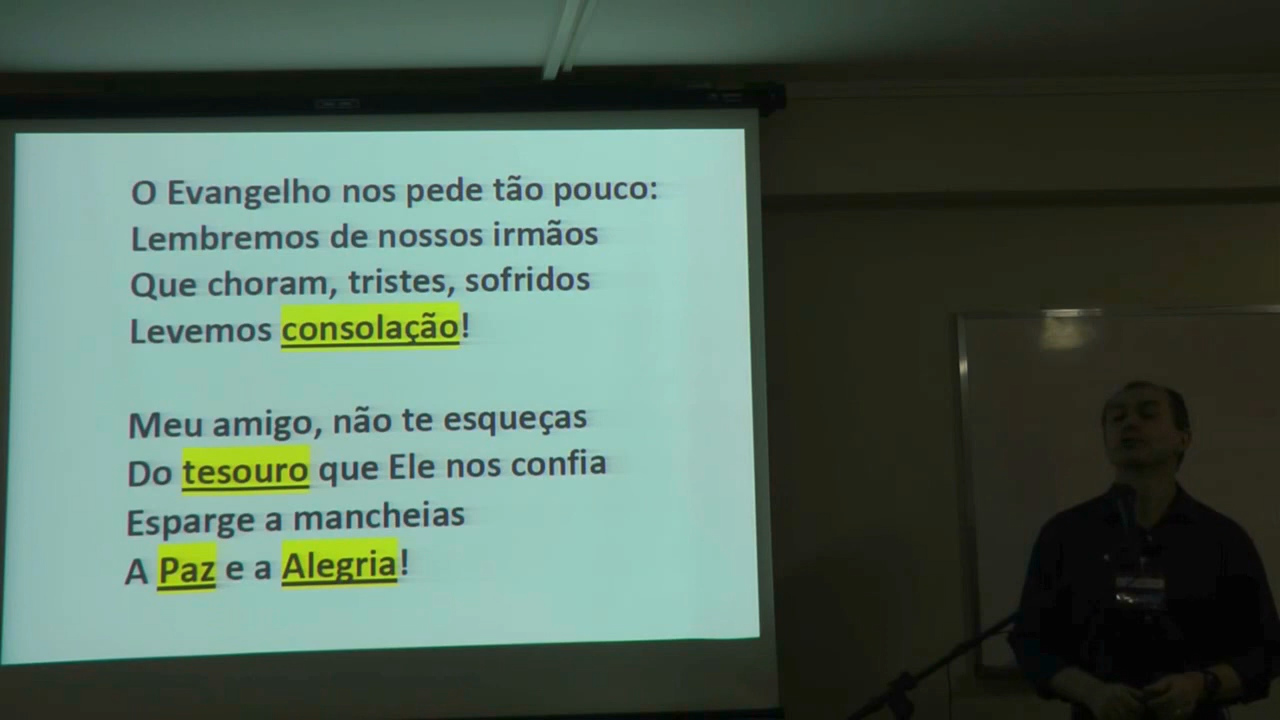 O Evangelho nos pede tão pouco:
Lembremos de nossos irmãos
Que choram, tristes, sofridos
Levemos consolação!
Meu amigo, não te esqueças
Do tesouro que Ele nos confia
Esparge a mancheias
A Paz e a Alegria!